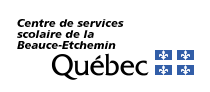 Centre de services
scolaire de la
Beauce-Etchemin
Québec